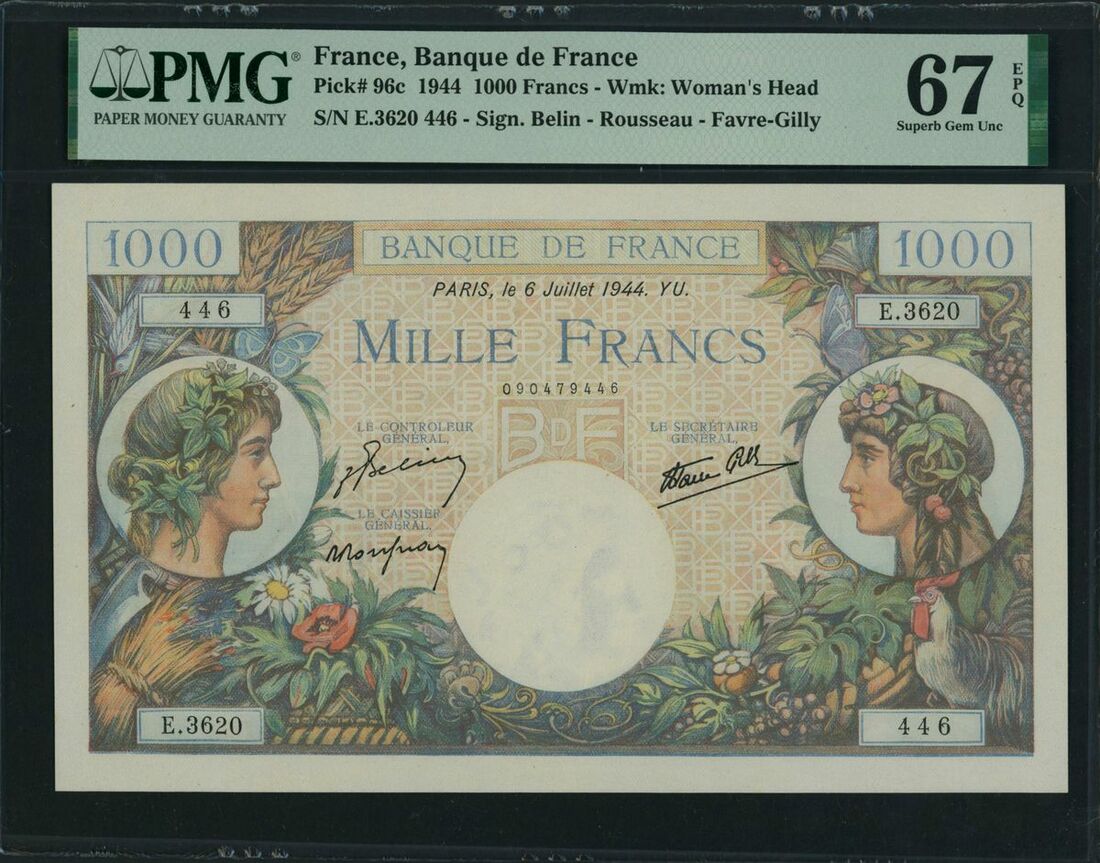 PMG®
PAPER MONEY GUARANTY
France, Banque de France
Pick# 96c 1944 1000 Francs - Wmk: Woman's Head
S/N E.3620 446 - Sign. Belin - Rousseau - Favre-Gilly
67 EPQ
Superb Gem Unc
1000 BANQUE DE FRANCE 1000
PARIS, le 6 Juillet 1944. YU.
446 E.3620
MILLE FRANCS
090479446
BDF
LE CONTROLEUR GÉNÉRAL,
LE SECRÉTAIRE GÉNÉRAL,
LE CAISSIER GÉNÉRAL,
E.3620 446